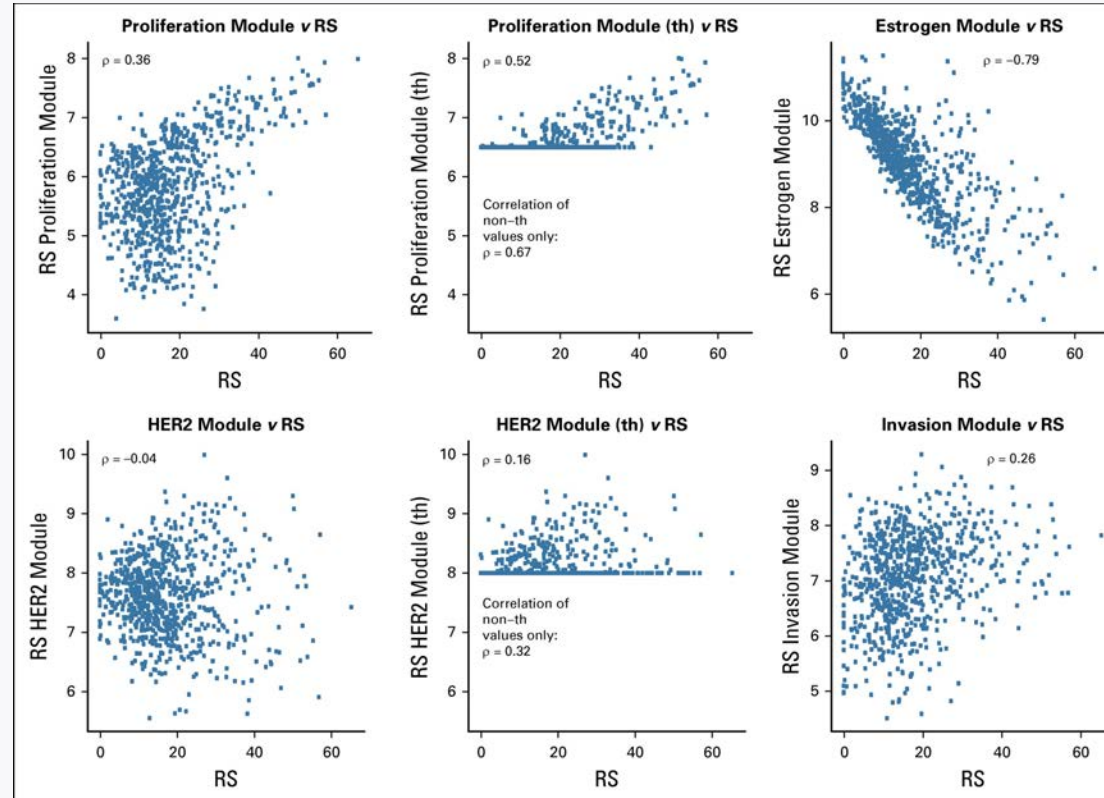 Proliferation Module v RS
ρ = 0.36
RS Proliferation Module
8
7
6
5
4
0 20 40 60
RS
Proliferation Module (th) v RS
ρ = 0.52
Correlation of
non–th
values only:
ρ = 0.67
RS Proliferation Module (th)
8
7
6
5
4
0 20 40 60
RS
Estrogen Module v RS
ρ = –0.79
RS Estrogen Module
10
8
6
0 20 40 60
RS
HER2 Module v RS
ρ = –0.04
RS HER2 Module
10
9
8
7
6
0 20 40 60
RS
HER2 Module (th) v RS
ρ = 0.16
Correlation of
non–th
values only:
ρ = 0.32
RS HER2 Module (th)
10
9
8
7
6
0 20 40 60
RS
Invasion Module v RS
ρ = 0.26
RS Invasion Module
9
8
7
6
5
0 20 40 60
RS